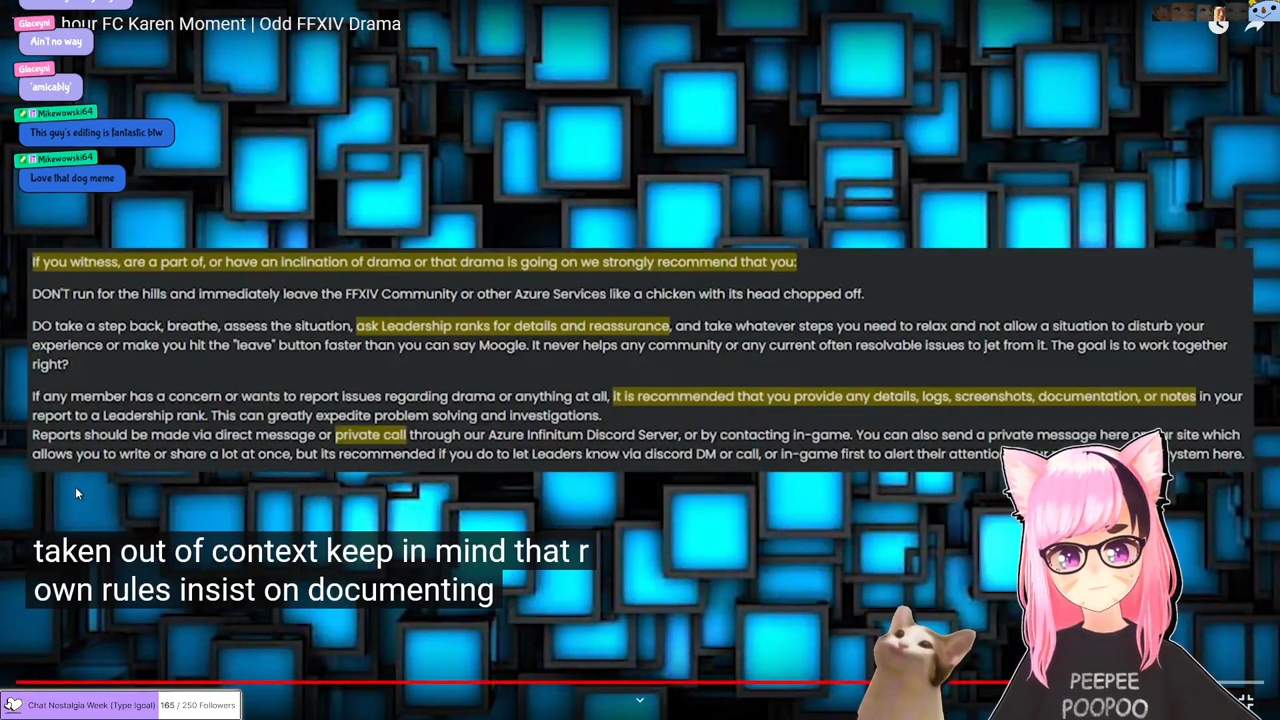 hour FC Karen Moment | Odd FFXIV Drama
Glaceyni
Ain't no way
Glaceyni
'amicably'
Mikewowski64
This guy's editing is fantastic btw
Mikewowski64
Love that dog meme
If you witness, are a part of, or have an inclination of drama or that drama is going on we strongly recommend that you:
DON'T run for the hills and immediately leave the FFXIV Community or other Azure Services like a chicken with its head chopped off.
DO take a step back, breathe, assess the situation, ask Leadership ranks for details and reassurance, and take whatever steps you need to relax and not allow a situation to disturb your
experience or make you hit the "leave" button faster than you can say Moogle. It never helps any community or any current often resolvable issues to jet from it. The goal is to work together
right?
If any member has a concern or wants to report issues regarding drama or anything at all, it is recommended that you provide any details, logs, screenshots, documentation, or notes in your
report to a Leadership rank. This can greatly expedite problem solving and investigations.
Reports should be made via direct message or private call through our Azure Infinitum Discord Server, or by contacting in-game. You can also send a private message here on our site which
allows you to write or share a lot at once, but its recommended if you do to let Leaders know via discord DM or call, or in-game first to alert their attention system here.
taken out of context keep in mind that r
own rules insist on documenting
Chat Nostalgia Week (Type !goal) 165 / 250 Followers
PEEPEE
POOPOO